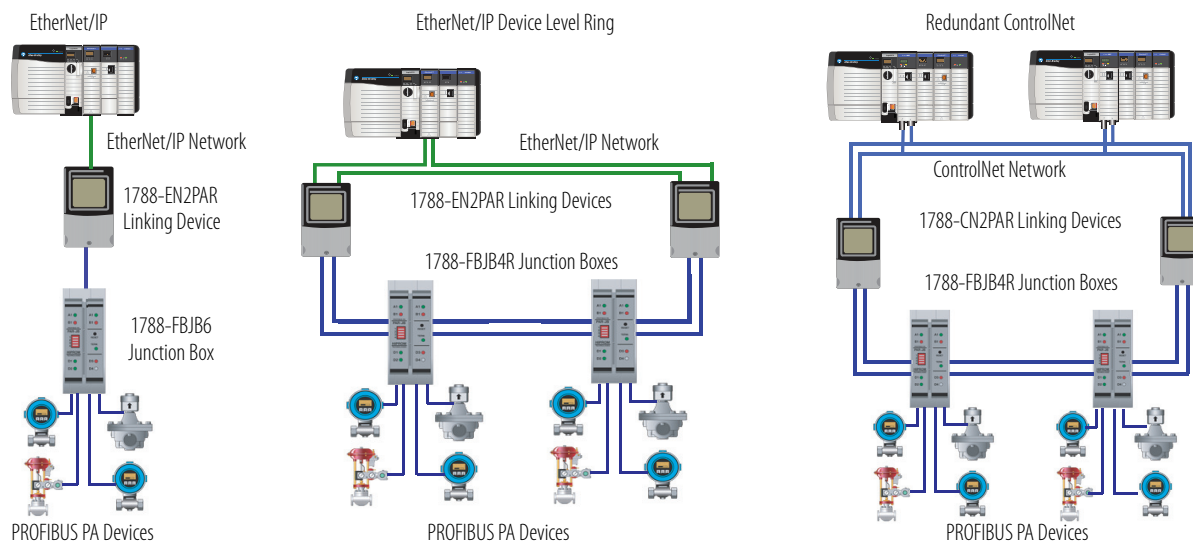 EtherNet/IP
EtherNet/IP Network
1788-EN2PAR
Linking Device
1788-FBJB6
Junction Box
PROFIBUS PA Devices
EtherNet/IP Device Level Ring
EtherNet/IP Network
1788-EN2PAR Linking Devices
1788-FBJB4R Junction Boxes
PROFIBUS PA Devices
Redundant ControlNet
ControlNet Network
1788-CN2PAR Linking Devices
1788-FBJB4R Junction Boxes
PROFIBUS PA Devices